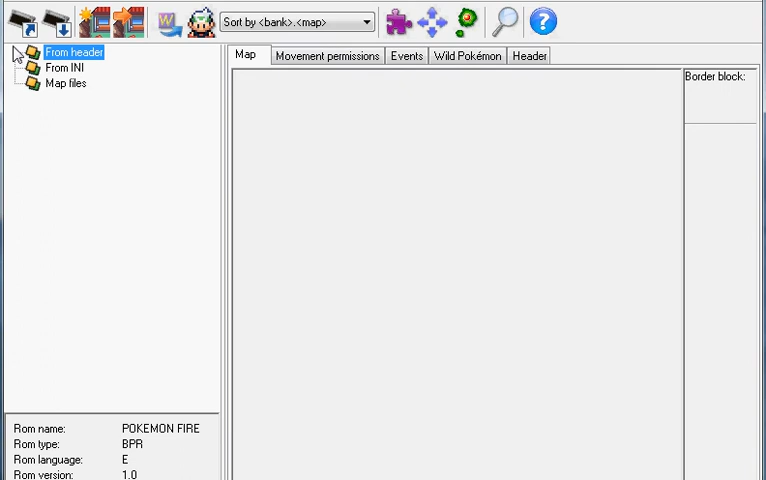 Sort by <bank>.<map>
From header
From INI
Map files
Map
Movement permissions
Events
Wild Pokémon
Header
Border block:
Rom name: POKEMON FIRE
Rom type: BPR
Rom language: E
Rom version: 1.0